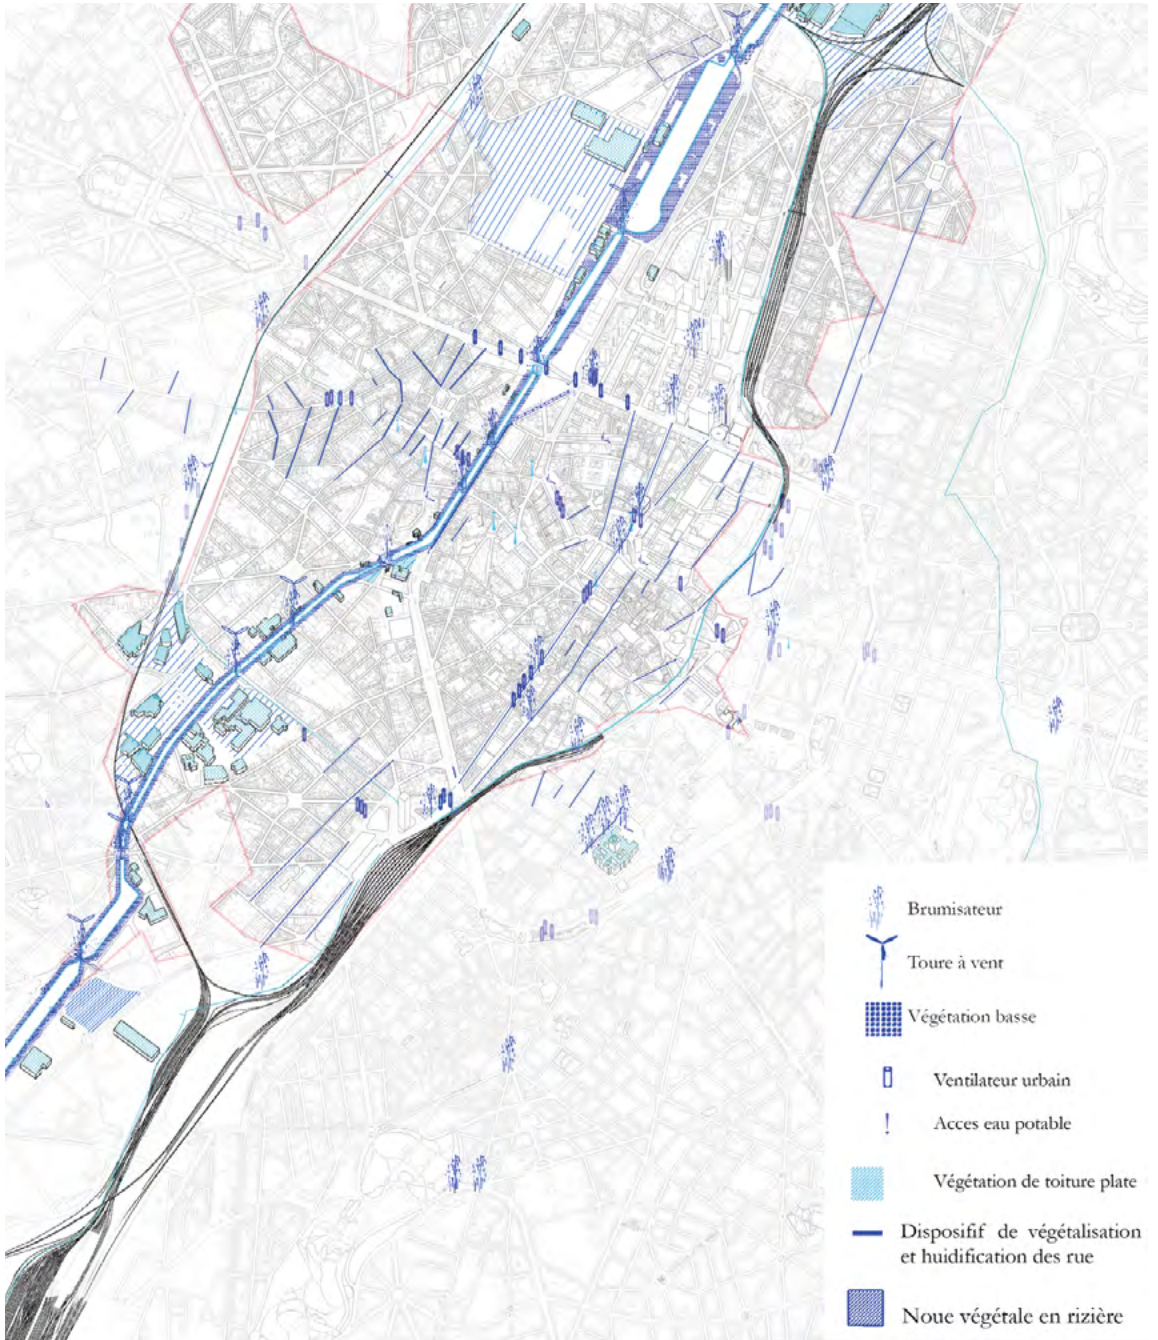 Brumisateur
Toure à vent
Végétation basse
Ventilateur urbain
Acces eau potable
Végétation de toiture plate
Dispositif de végétalisation
et huidification des rue
Noue végétale en rizière